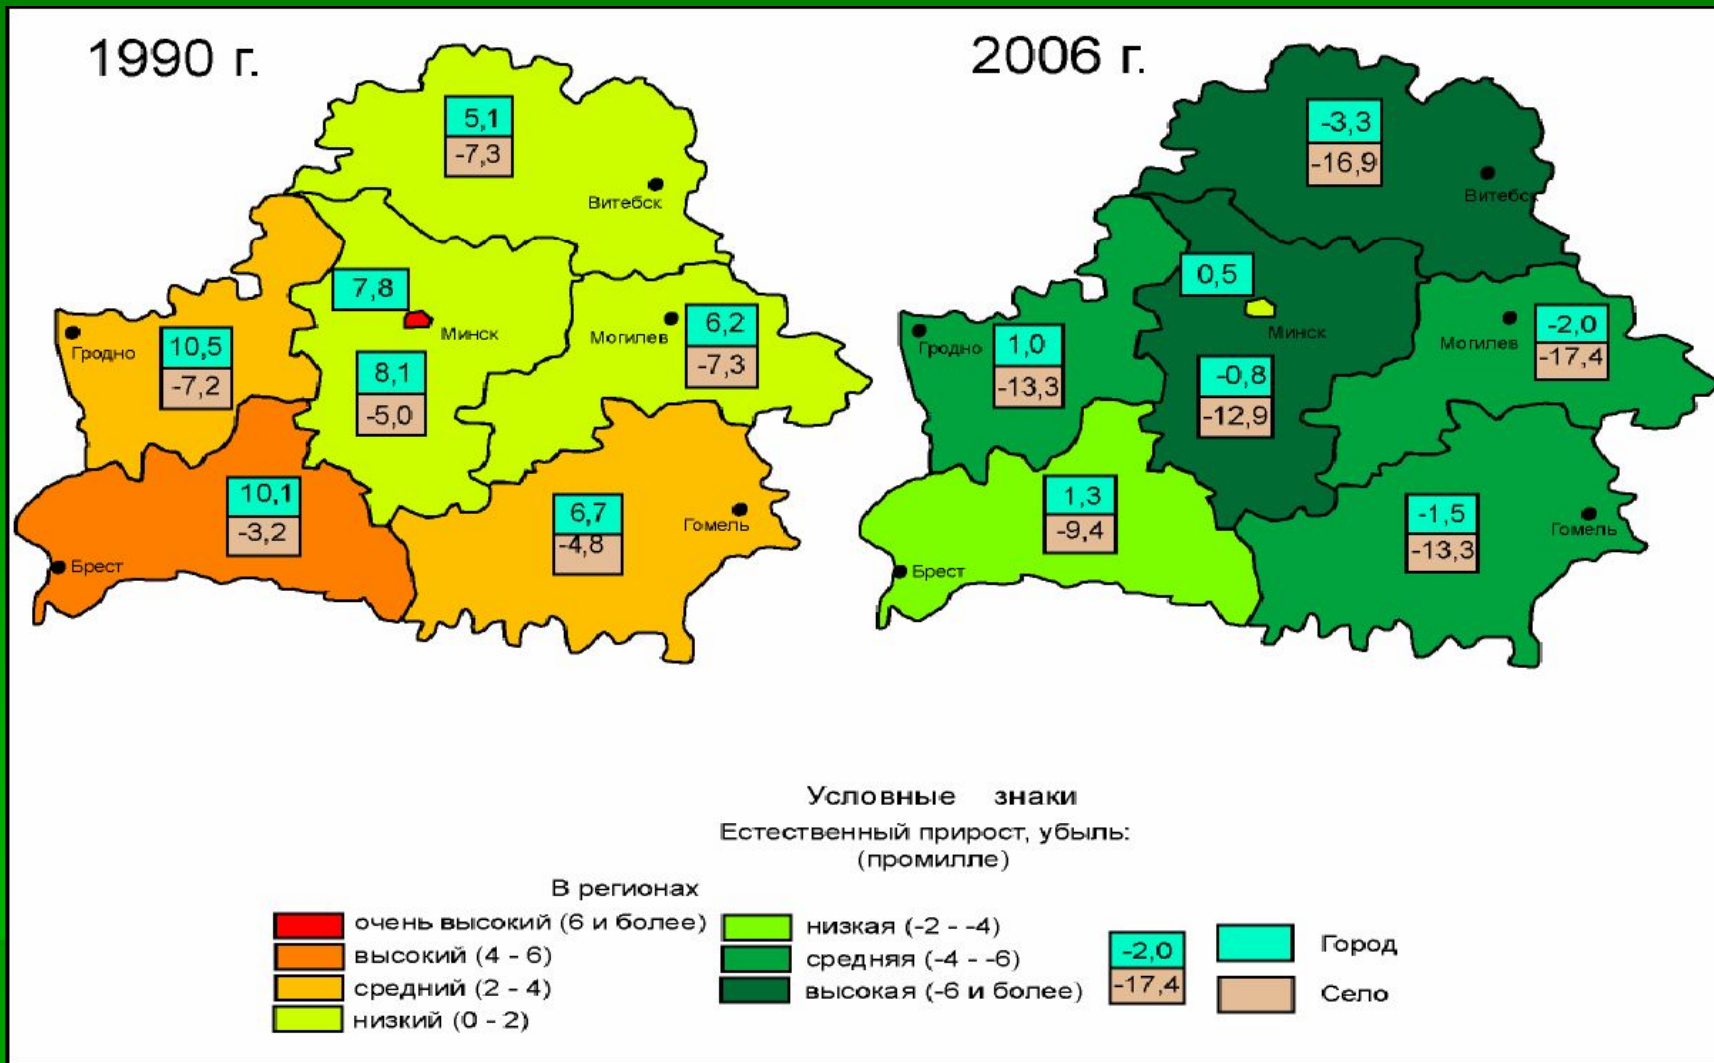 1990 г.
2006 г.
5,1
-7,3
Витебск
7,8
Минск
8,1
-5,0
Могилев
6,2
-7,3
Гродно
10,5
-7,2
10,1
-3,2
Брест
6,7
-4,8
Гомель
-3,3
-16,9
Витебск
0,5
Минск
-0,8
-12,9
Могилев
-2,0
-17,4
Гродно
1,0
-13,3
1,3
-9,4
Брест
-1,5
-13,3
Гомель
Условные знаки
Естественный прирост, убыль:
(промилле)
В регионах
очень высокий (6 и более)
высокий (4 - 6)
средний (2 - 4)
низкий (0 - 2)
низкая (-2 - -4)
средняя (-4 - -6)
высокая (-6 и более)
-2,0
-17,4
Город
Село